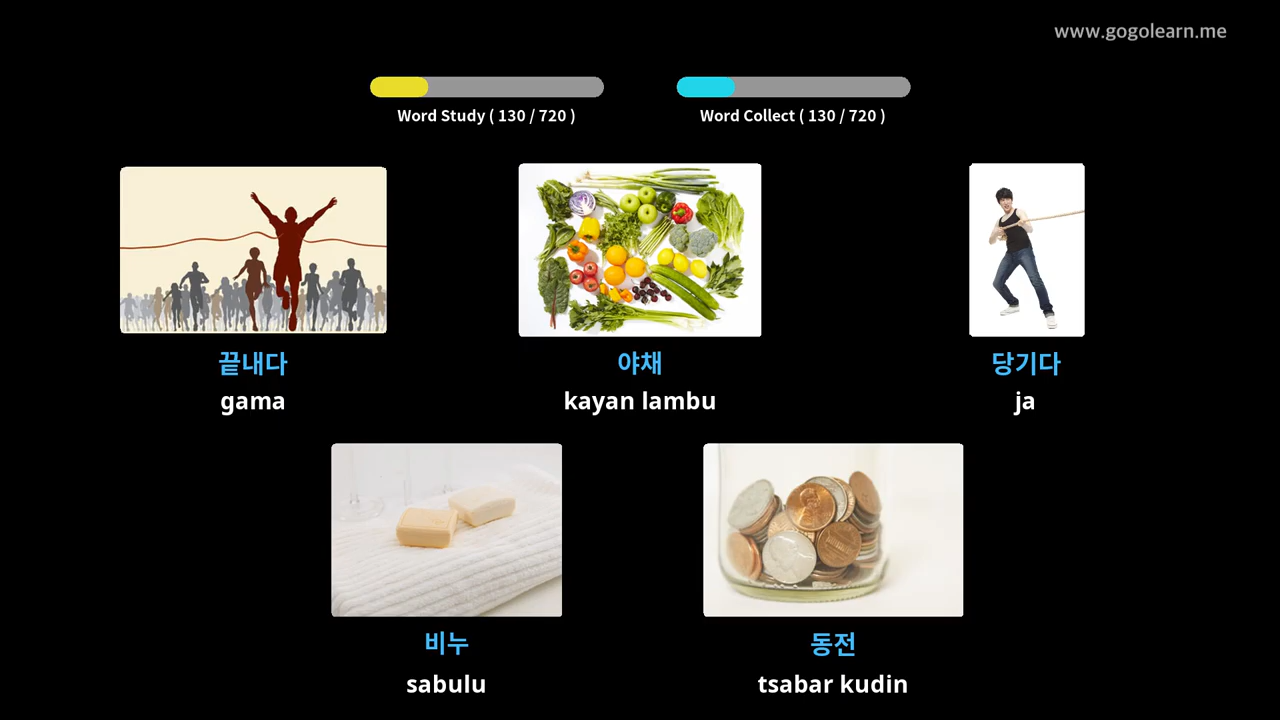 www.gogolearn.me
Word Study ( 130 / 720 )
Word Collect ( 130 / 720 )
끝내다
gama
야채
kayan lambu
당기다
ja
비누
sabulu
동전
tsabar kudin